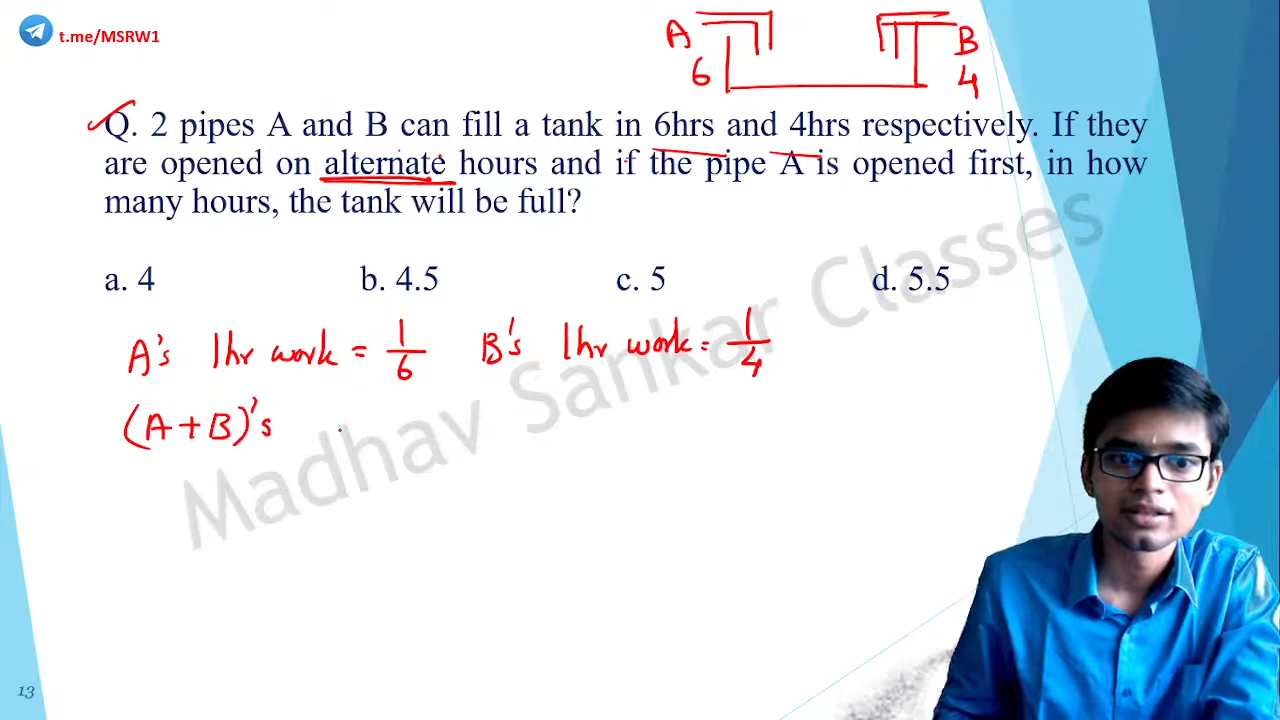 t.me/MSRW1
A
B
6
4
Q. 2 pipes A and B can fill a tank in 6hrs and 4hrs respectively. If they
are opened on alternate hours and if the pipe A is opened first, in how
many hours, the tank will be full?
a. 4 b. 4.5 c. 5 d. 5.5
A's 1hr work = 1/6 B's 1hr work = 1/4
(A+B)'s
Madhav Sankar Classes
13